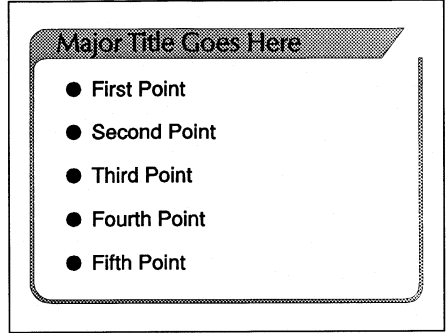 Major Title Goes Here
● First Point
● Second Point
● Third Point
● Fourth Point
● Fifth Point